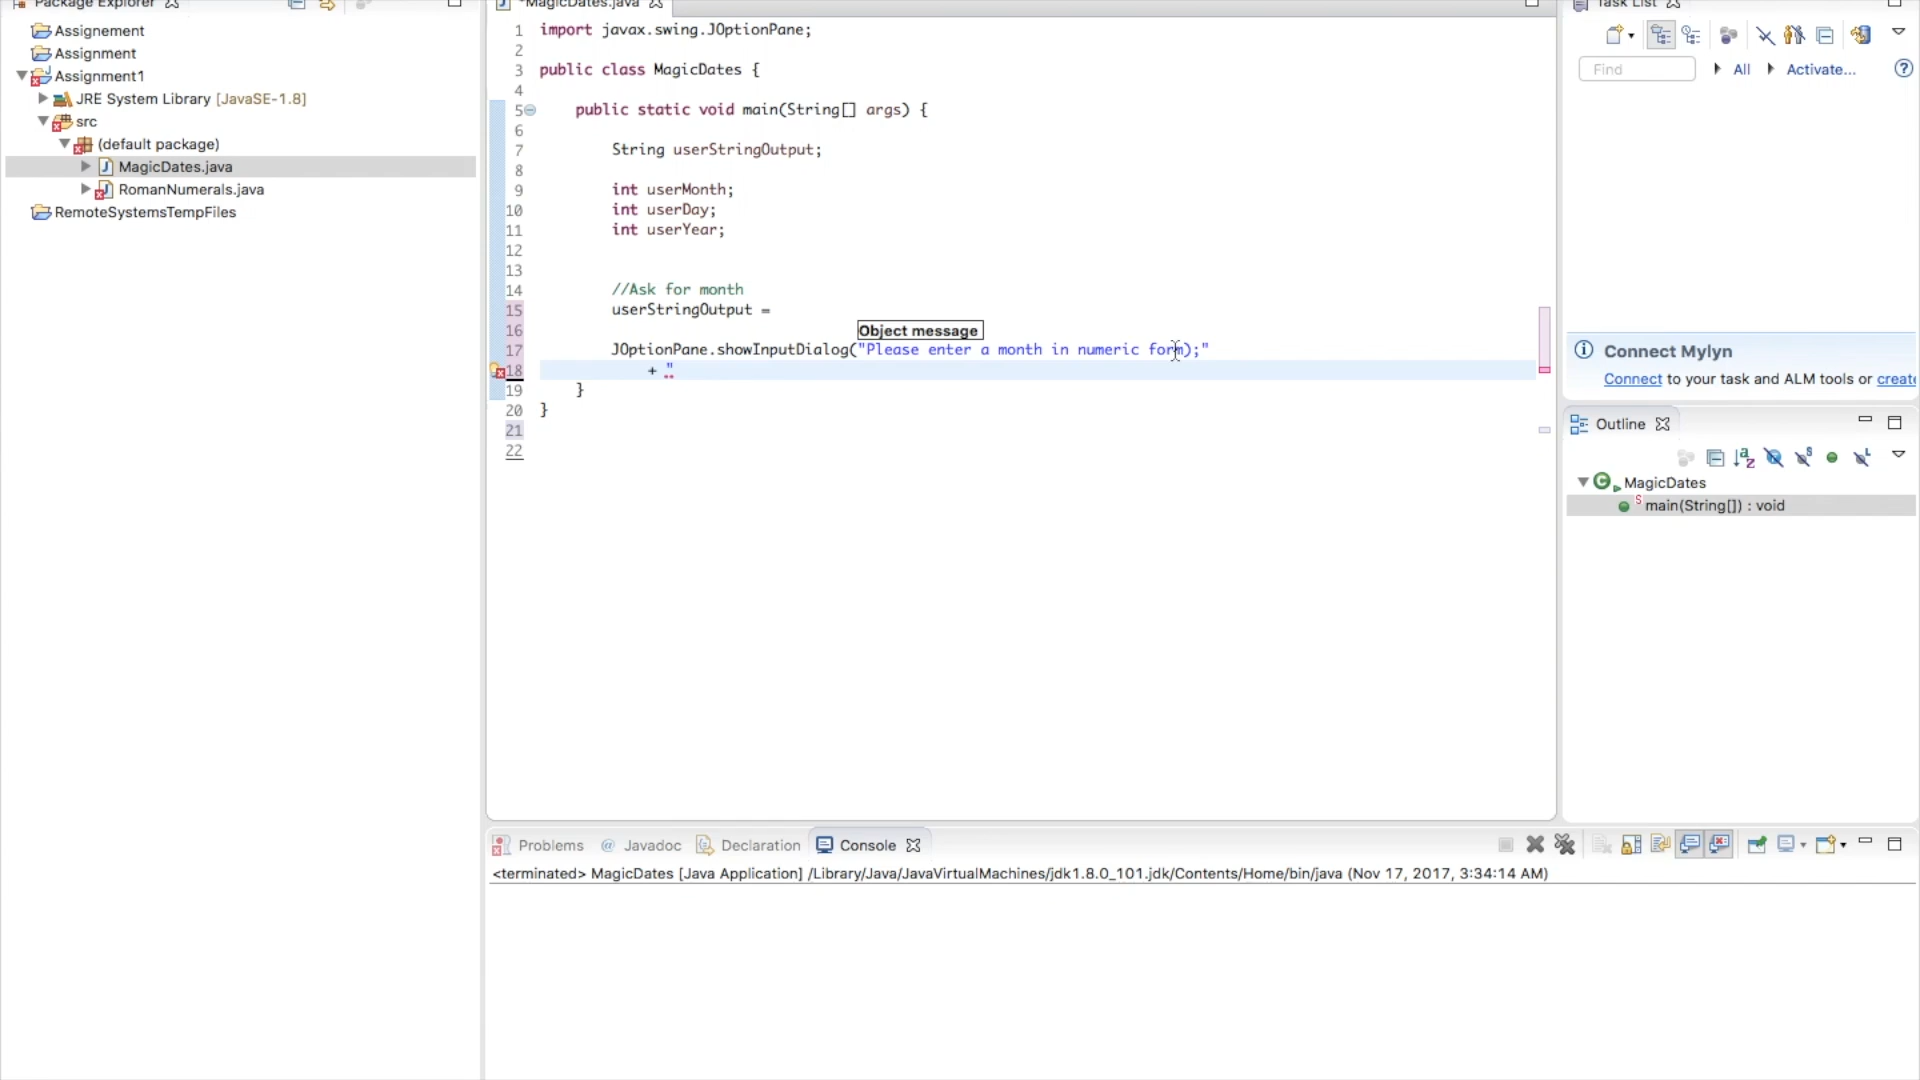 Package Explorer
Assignement
Assignment
Assignment1
JRE System Library [JavaSE-1.8]
src
(default package)
MagicDates.java
RomanNumerals.java
RemoteSystemsTempFiles
*MagicDates.java
1 import javax.swing.JOptionPane;
2
3 public class MagicDates {
4
5 public static void main(String[] args) {
6
7 String userStringOutput;
8
9 int userMonth;
10 int userDay;
11 int userYear;
12
13
14 //Ask for month
15 userStringOutput =
16
Object message
17 JOptionPane.showInputDialog("Please enter a month in numeric form);"
18 + "
19 }
20 }
21
22
Task List
Find
All
Activate...
Connect Mylyn
Connect to your task and ALM tools or create
Outline
MagicDates
main(String[]) : void
Problems
@ Javadoc
Declaration
Console
<terminated> MagicDates [Java Application] /Library/Java/JavaVirtualMachines/jdk1.8.0_101.jdk/Contents/Home/bin/java (Nov 17, 2017, 3:34:14 AM)